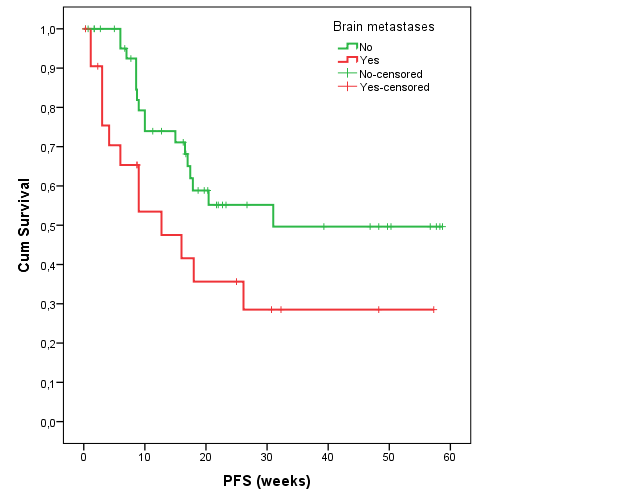 Brain metastases
No
Yes
No-censored
Yes-censored
1,0
0,9
0,8
0,7
0,6
0,5
0,4
0,3
0,2
0,1
0,0
Cum Survival
0 10 20 30 40 50 60
PFS (weeks)